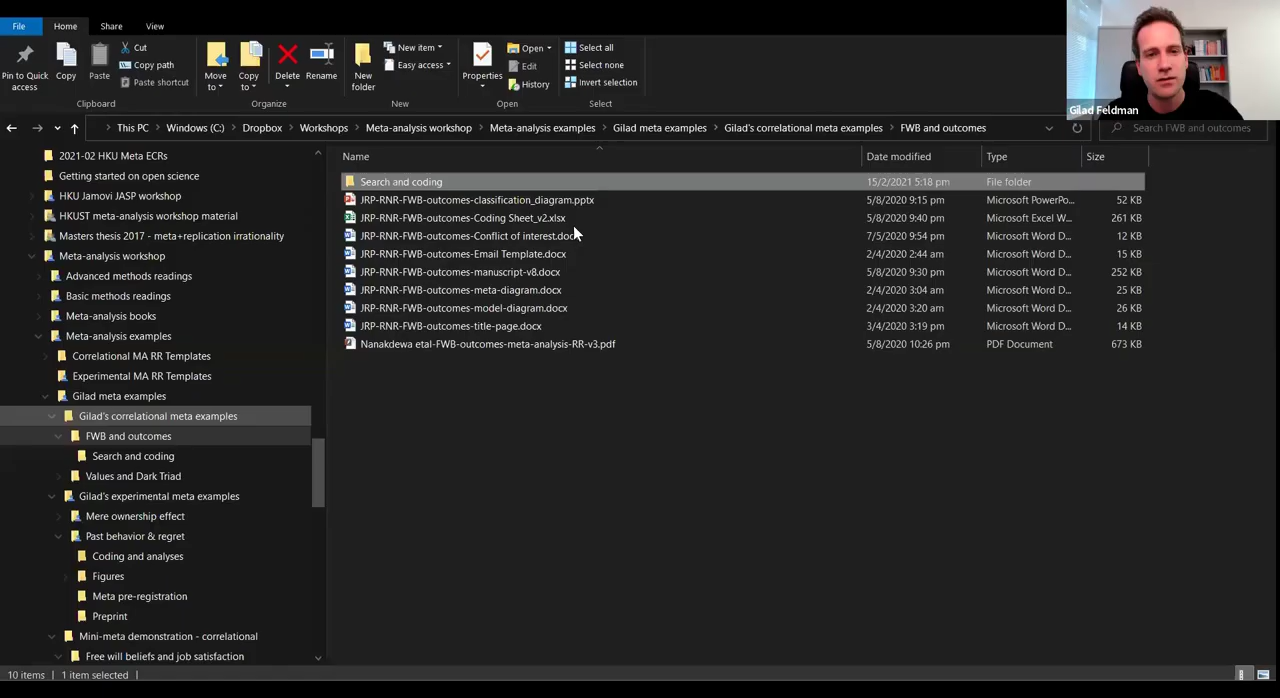 File Home Share View
Pin to Quick access
Copy
Paste
Cut
Copy path
Paste shortcut
Clipboard
Move to
Copy to
Delete
Rename
Organize
New folder
New item
Easy access
New
Properties
Open
Edit
History
Open
Select all
Select none
Invert selection
Select
Gilad Feldman
This PC › Windows (C:) › Dropbox › Workshops › Meta-analysis workshop › Meta-analysis examples › Gilad meta examples › Gilad's correlational meta examples › FWB and outcomes
Search FWB and outcomes
2021-02 HKU Meta ECRs
Getting started on open science
HKU Jamovi JASP workshop
HKUST meta-analysis workshop material
Masters thesis 2017 - meta+replication irrationality
Meta-analysis workshop
Advanced methods readings
Basic methods readings
Meta-analysis books
Meta-analysis examples
Correlational MA RR Templates
Experimental MA RR Templates
Gilad meta examples
Gilad's correlational meta examples
FWB and outcomes
Search and coding
Values and Dark Triad
Gilad's experimental meta examples
Mere ownership effect
Past behavior & regret
Coding and analyses
Figures
Meta pre-registration
Preprint
Mini-meta demonstration - correlational
Free will beliefs and job satisfaction
Name Date modified Type Size
Search and coding 15/2/2021 5:18 pm File folder
JRP-RNR-FWB-outcomes-classification_diagram.pptx 5/8/2020 9:15 pm Microsoft PowerPo... 52 KB
JRP-RNR-FWB-outcomes-Coding Sheet_v2.xlsx 5/8/2020 9:40 pm Microsoft Excel W... 261 KB
JRP-RNR-FWB-outcomes-Conflict of interest.docx 7/5/2020 9:54 pm Microsoft Word D... 12 KB
JRP-RNR-FWB-outcomes-Email Template.docx 2/4/2020 2:44 am Microsoft Word D... 15 KB
JRP-RNR-FWB-outcomes-manuscript-v8.docx 5/8/2020 9:30 pm Microsoft Word D... 252 KB
JRP-RNR-FWB-outcomes-meta-diagram.docx 2/4/2020 3:04 am Microsoft Word D... 25 KB
JRP-RNR-FWB-outcomes-model-diagram.docx 2/4/2020 3:20 am Microsoft Word D... 26 KB
JRP-RNR-FWB-outcomes-title-page.docx 3/4/2020 3:19 pm Microsoft Word D... 14 KB
Nanakdewa etal-FWB-outcomes-meta-analysis-RR-v3.pdf 5/8/2020 10:26 pm PDF Document 673 KB
10 items 1 item selected